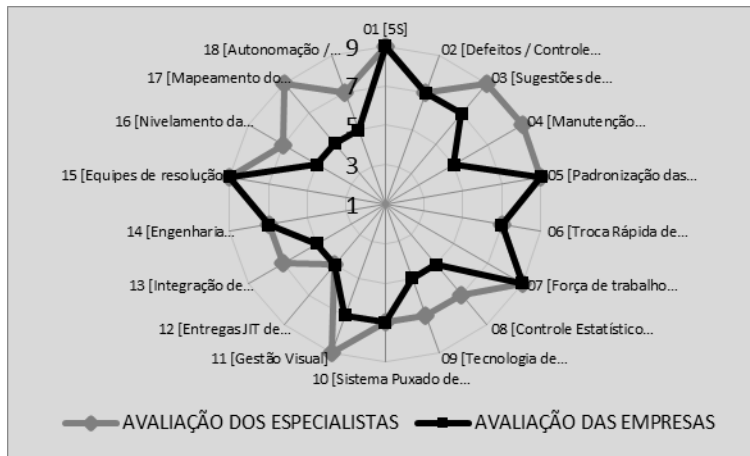 01 [5S]
02 [Defeitos / Controle...
03 [Sugestões de...
04 [Manutenção...
05 [Padronização das...
06 [Troca Rápida de...
07 [Força de trabalho...
08 [Controle Estatístico...
09 [Tecnologia de...
10 [Sistema Puxado de...
11 [Gestão Visual]
12 [Entregas JIT de...
13 [Integração de...
14 [Engenharia...
15 [Equipes de resolução
16 [Nivelamento da...
17 [Mapeamento do...
18 [Autonomação /...
9
7
5
3
1
AVALIAÇÃO DOS ESPECIALISTAS
AVALIAÇÃO DAS EMPRESAS